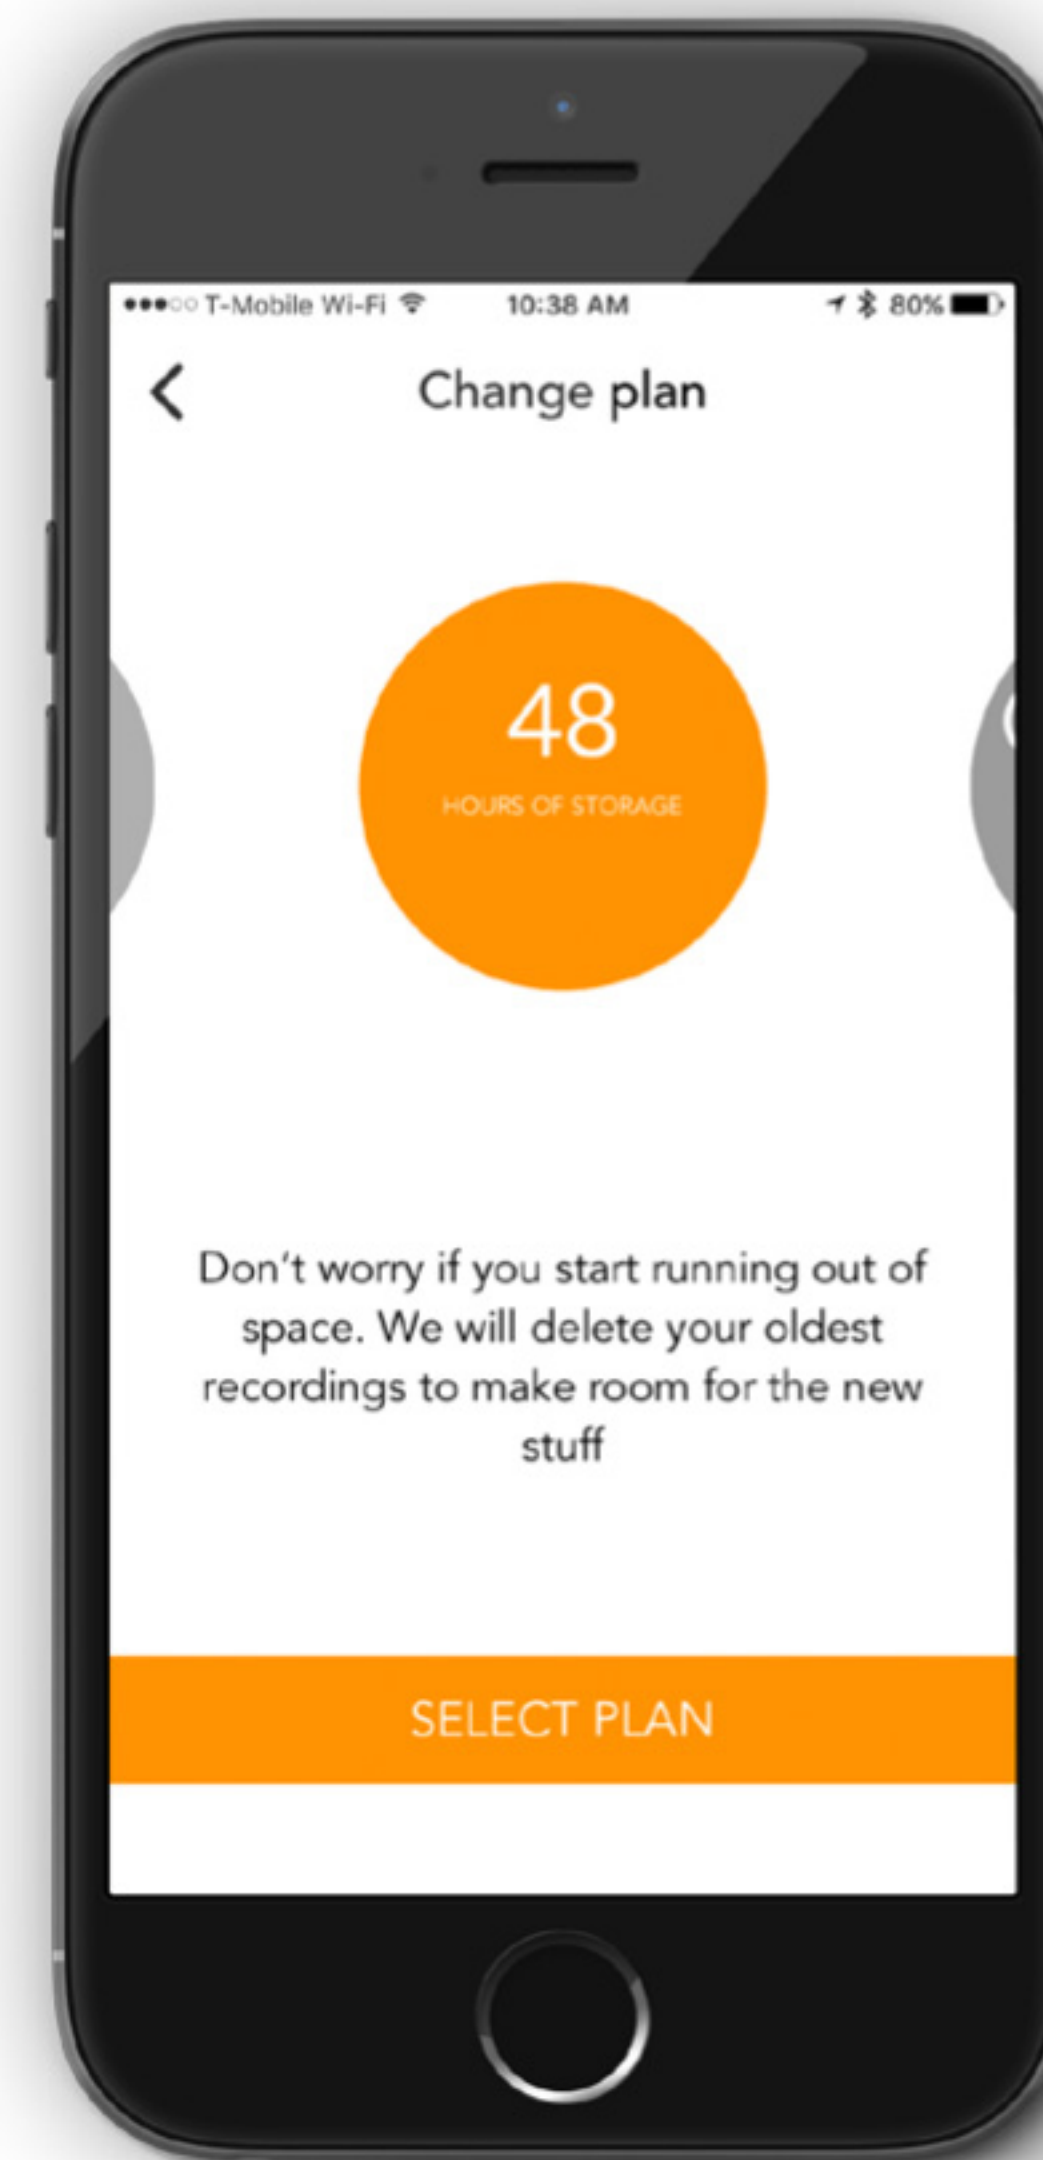 T-Mobile Wi-Fi 10:38 AM 80%
Change plan
48
HOURS OF STORAGE
Don't worry if you start running out of
space. We will delete your oldest
recordings to make room for the new
stuff
SELECT PLAN